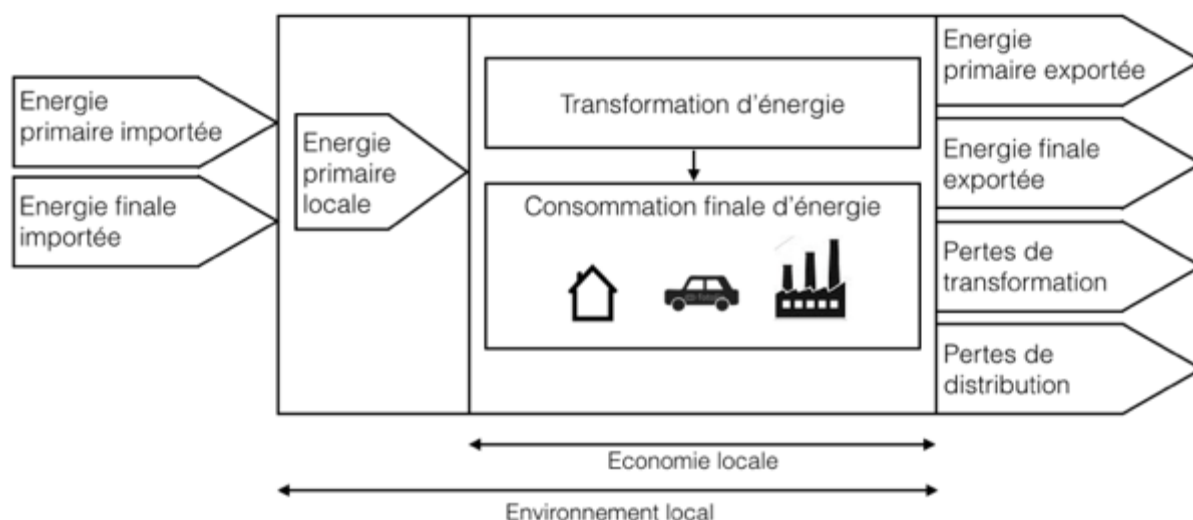 Energie
primaire importée
Energie finale
importée
Energie
primaire
locale
Transformation d'énergie
Consommation finale d'énergie
Energie
primaire exportée
Energie finale
exportée
Pertes de
transformation
Pertes de
distribution
Economie locale
Environnement local